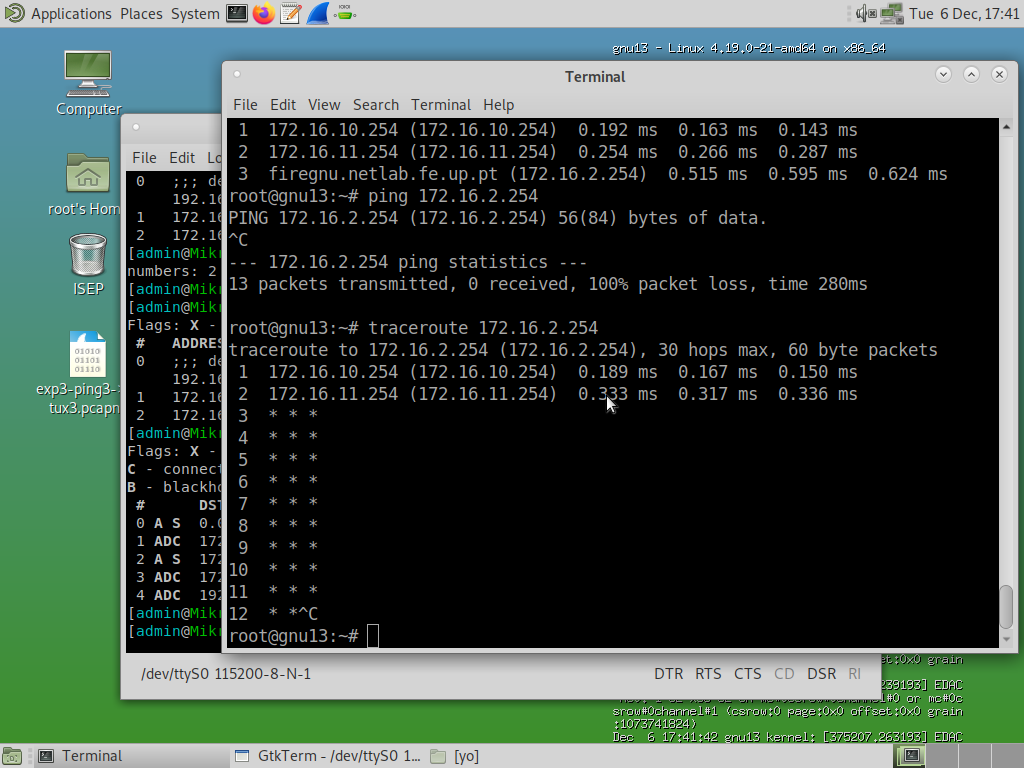 Applications Places System Tue 6 Dec, 17:41
gnu13 - Linux 4.19.0-21-amd64 on x86_64
Computer
root's Hom
ISEP
exp3-ping3-
tux3.pcapn
Terminal
File Edit View Search Terminal Help
1 172.16.10.254 (172.16.10.254) 0.192 ms 0.163 ms 0.143 ms
2 172.16.11.254 (172.16.11.254) 0.254 ms 0.266 ms 0.287 ms
3 firegnu.netlab.fe.up.pt (172.16.2.254) 0.515 ms 0.595 ms 0.624 ms
root@gnu13:~# ping 172.16.2.254
PING 172.16.2.254 (172.16.2.254) 56(84) bytes of data.
^C
--- 172.16.2.254 ping statistics ---
13 packets transmitted, 0 received, 100% packet loss, time 280ms
root@gnu13:~# traceroute 172.16.2.254
traceroute to 172.16.2.254 (172.16.2.254), 30 hops max, 60 byte packets
1 172.16.10.254 (172.16.10.254) 0.189 ms 0.167 ms 0.150 ms
2 172.16.11.254 (172.16.11.254) 0.333 ms 0.317 ms 0.336 ms
3 * * *
4 * * *
5 * * *
6 * * *
7 * * *
8 * * *
9 * * *
10 * * *
11 * * *
12 * *^C
root@gnu13:~#
File Edit Lo
0 ;;; de
192.16
1 172.16
2 172.16
[admin@Mikr
numbers: 2
[admin@Mikr
[admin@Mikr
Flags: X -
# ADDRES
0 ;;; de
192.16
1 172.16
2 172.16
[admin@Mikr
Flags: X -
C - connect
B - blackho
# DST
0 A S 0.0
1 ADC 172
2 A S 172
3 ADC 172
4 ADC 192
[admin@Mikr
[admin@Mikr
/dev/ttyS0 115200-8-N-1 DTR RTS CTS CD DSR RI
et:0x0 grain
239193] EDAC
srow#0channel#1 (csrow:0 page:0x0 offset:0x0 grain
:1073741824)
Dec 6 17:41:42 gnu13 kernel: [375207.263193] EDAC
Terminal GtkTerm - /dev/ttyS0 1... [yo]